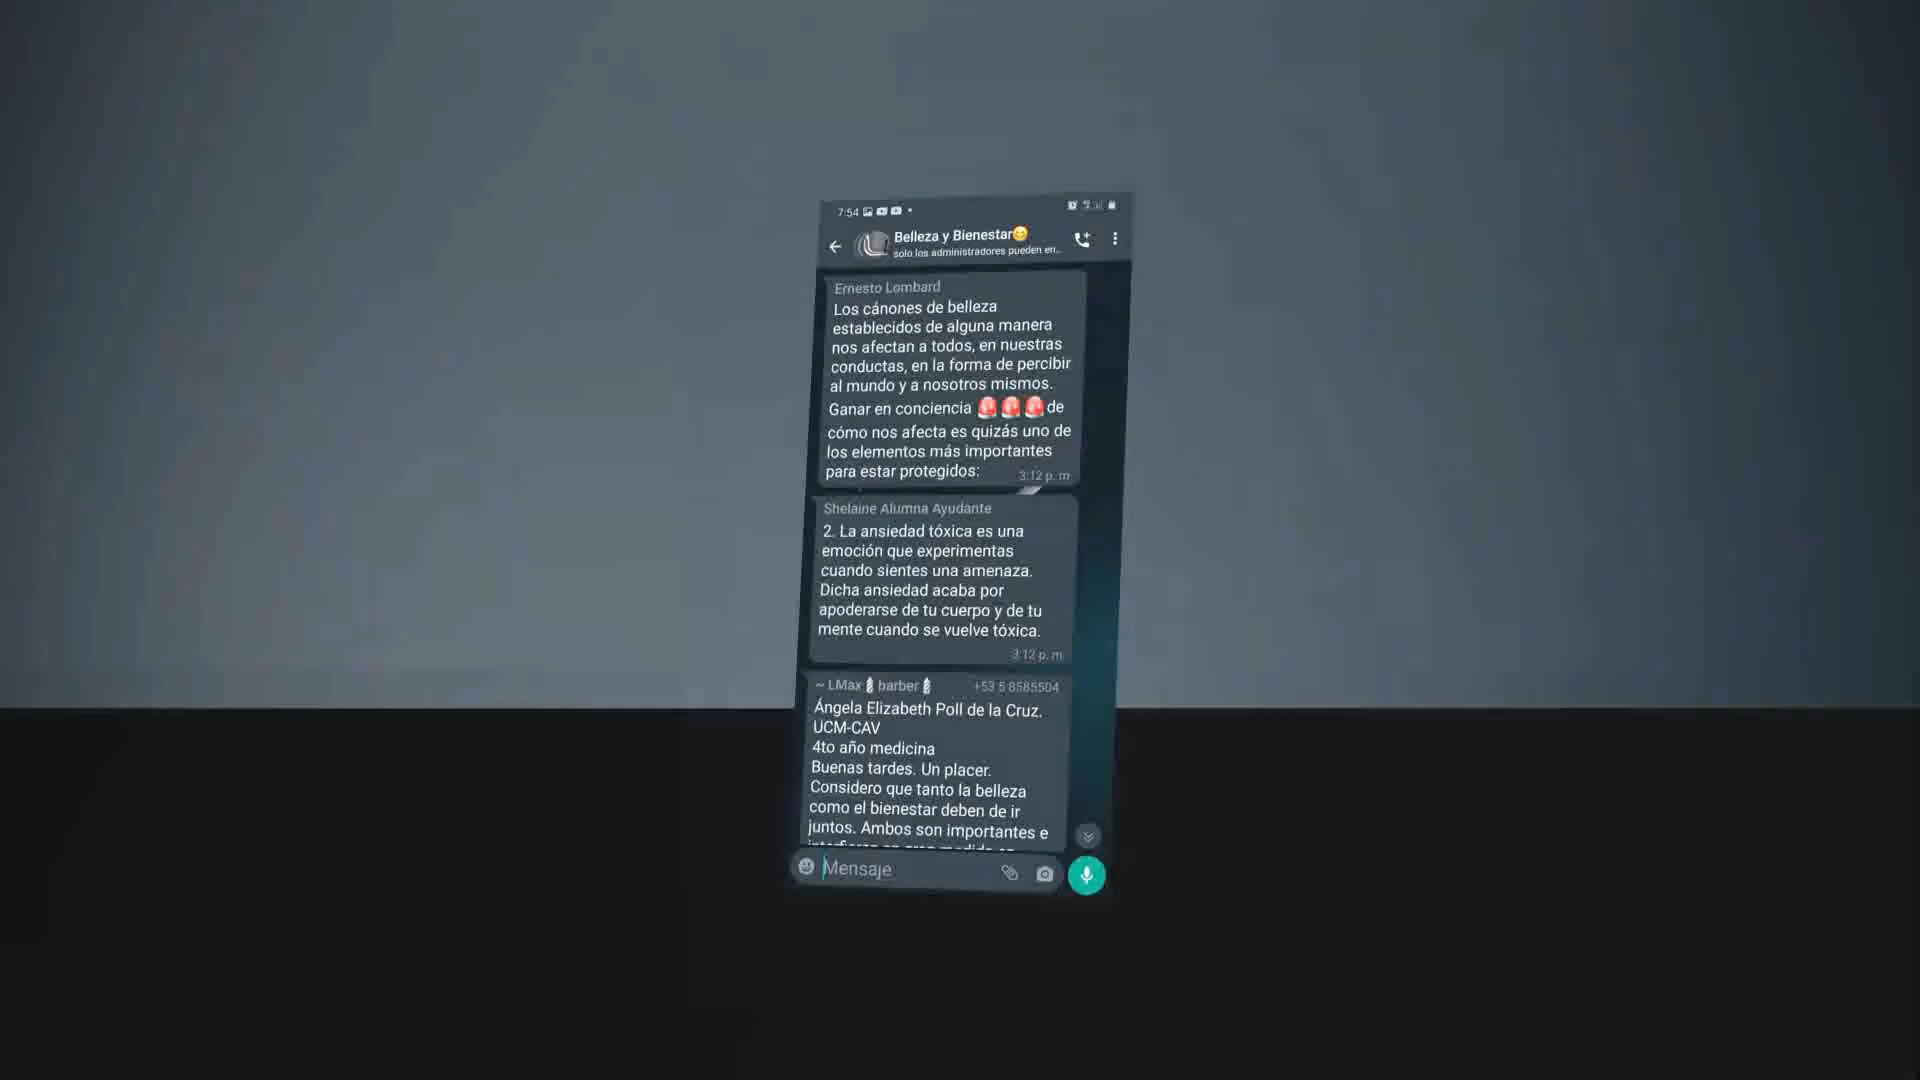 7:54
Belleza y Bienestar😊
solo los administradores pueden en...
Ernesto Lombard
Los cánones de belleza
establecidos de alguna manera
nos afectan a todos, en nuestras
conductas, en la forma de percibir
al mundo y a nosotros mismos.
Ganar en conciencia 🚨🚨🚨 de
cómo nos afecta es quizás uno de
los elementos más importantes
para estar protegidos:
3:12 p. m
Shelaine Alumna Ayudante
2. La ansiedad tóxica es una
emoción que experimentas
cuando sientes una amenaza.
Dicha ansiedad acaba por
apoderarse de tu cuerpo y de tu
mente cuando se vuelve tóxica.
3:12 p. m
~ LMax💈barber💈 +53 5 8585504
Ángela Elizabeth Poll de la Cruz.
UCM-CAV
4to año medicina
Buenas tardes. Un placer.
Considero que tanto la belleza
como el bienestar deben de ir
juntos. Ambos son importantes e
Mensaje